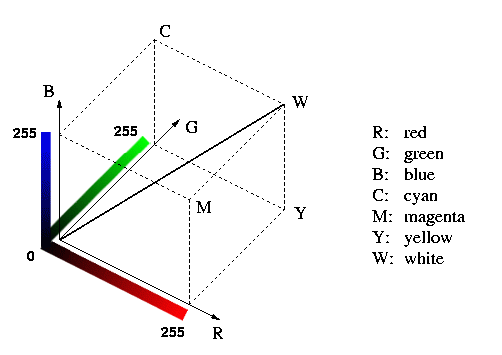 C
B
W
255
255
G
R: red
G: green
B: blue
C: cyan
M: magenta
Y: yellow
W: white
M
Y
0
255
R